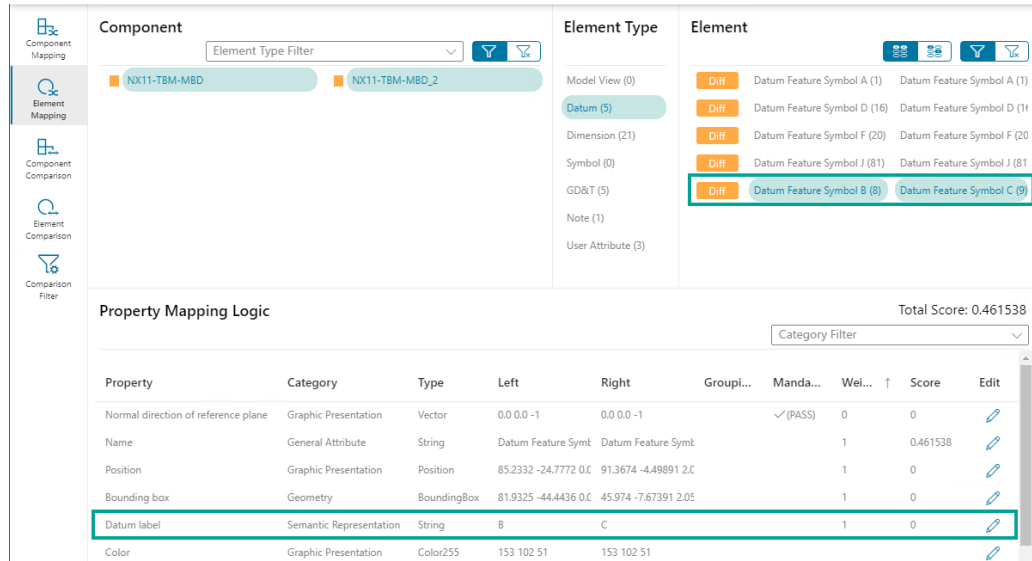 Component Mapping
Element Mapping
Component Comparison
Element Comparison
Comparison Filter
Component
Element Type Filter
NX11-TBM-MBD
NX11-TBM-MBD_2
Element Type
Model View (0)
Datum (5)
Dimension (21)
Symbol (0)
GD&T (5)
Note (1)
User Attribute (3)
Element
Diff Datum Feature Symbol A (1) Datum Feature Symbol A (1)
Diff Datum Feature Symbol D (16) Datum Feature Symbol D (16
Diff Datum Feature Symbol F (20) Datum Feature Symbol F (20
Diff Datum Feature Symbol J (81) Datum Feature Symbol J (81
Diff Datum Feature Symbol B (8) Datum Feature Symbol C (9)
Property Mapping Logic
Total Score: 0.461538
Category Filter
Property Category Type Left Right Groupi... Manda... Wei... ↑ Score Edit
Normal direction of reference plane Graphic Presentation Vector 0.0 0.0 -1 0.0 0.0 -1 ✓(PASS) 0 0
Name General Attribute String Datum Feature Symb Datum Feature Symb 1 0.461538
Position Graphic Presentation Position 85.2332 -24.7772 0.0 91.3674 -4.49891 2.0 1 0
Bounding box Geometry BoundingBox 81.9325 -44.4436 0.0 45.974 -7.67391 2.05 1 0
Datum label Semantic Representation String B C 1 0
Color Graphic Presentation Color255 153 102 51 153 102 51